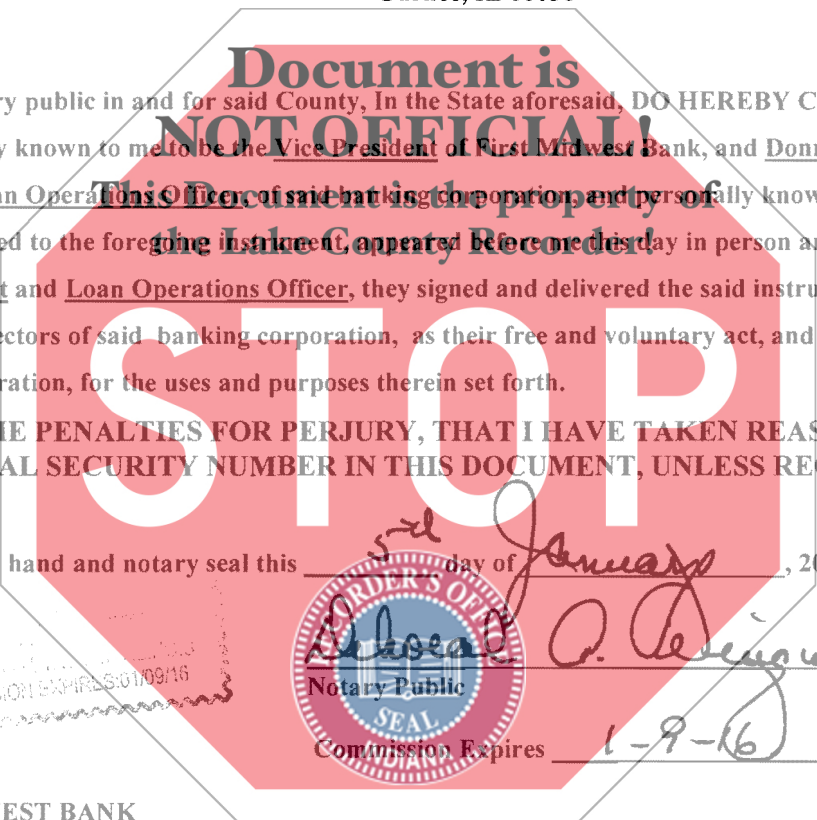 Document is
ry public in and for said County, In the State aforesaid, DO HEREBY C
NOT OFFICIAL!
y known to me to be the Vice President of First Midwest Bank, and Donn
This Document is the property of
an Operations Officer, of said banking corporation, and personally know
the Lake County Recorder!
ed to the foregoing instrument, appeared before me this day in person a
t and Loan Operations Officer, they signed and delivered the said instru
ectors of said banking corporation, as their free and voluntary act, and
ration, for the uses and purposes therein set forth.
STOP
HE PENALTIES FOR PERJURY, THAT I HAVE TAKEN REAS
AL SECURITY NUMBER IN THIS DOCUMENT, UNLESS REQ
hand and notary seal this 5th day of January, 20
RECORDER'S OFFICE
ION EXPIRES:01/09/16
Notary Public
SEAL
INDIANA
Commission Expires 1-9-16
EST BANK